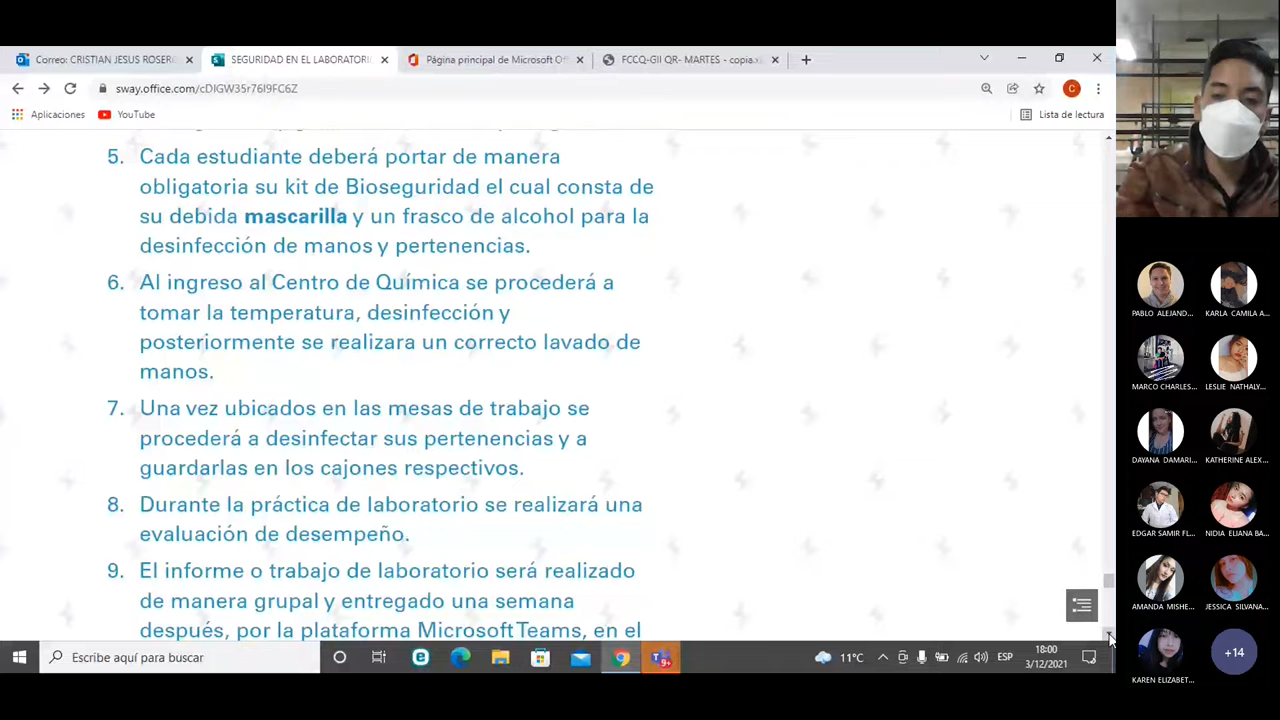 Correo: CRISTIAN JESUS ROSER
SEGURIDAD EN EL LABORATORIO
Página principal de Microsoft Of
FCCQ-GII QR- MARTES - copia.x
sway.office.com/cDIGW35r76I9FC6Z
C
Aplicaciones
YouTube
Lista de lectura
5. Cada estudiante deberá portar de manera
obligatoria su kit de Bioseguridad el cual consta de
su debida mascarilla y un frasco de alcohol para la
desinfección de manos y pertenencias.
6. Al ingreso al Centro de Química se procederá a
tomar la temperatura, desinfección y
posteriormente se realizara un correcto lavado de
manos.
7. Una vez ubicados en las mesas de trabajo se
procederá a desinfectar sus pertenencias y a
guardarlas en los cajones respectivos.
8. Durante la práctica de laboratorio se realizará una
evaluación de desempeño.
9. El informe o trabajo de laboratorio será realizado
de manera grupal y entregado una semana
después, por la plataforma Microsoft Teams, en el
Escribe aquí para buscar
9+
11°C
ESP
18:00
3/12/2021
PABLO ALEJAND...
KARLA CAMILA A...
MARCO CHARLES...
LESLIE NATHALY...
DAYANA DAMARI...
KATHERINE ALEX...
EDGAR SAMIR FL...
NIDIA ELIANA BA...
AMANDA MISHE...
JESSICA SILVANA...
KAREN ELIZABET...
+14